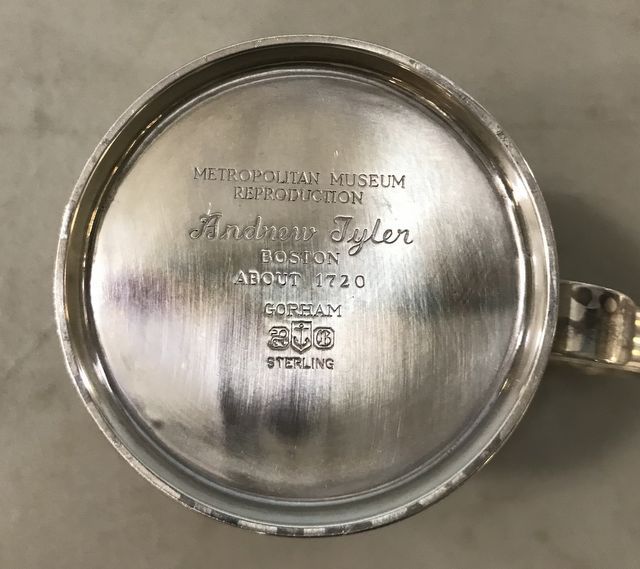 METROPOLITAN MUSEUM
REPRODUCTION
Andrew Tyler
BOSTON
ABOUT 1720
GORHAM
STERLING